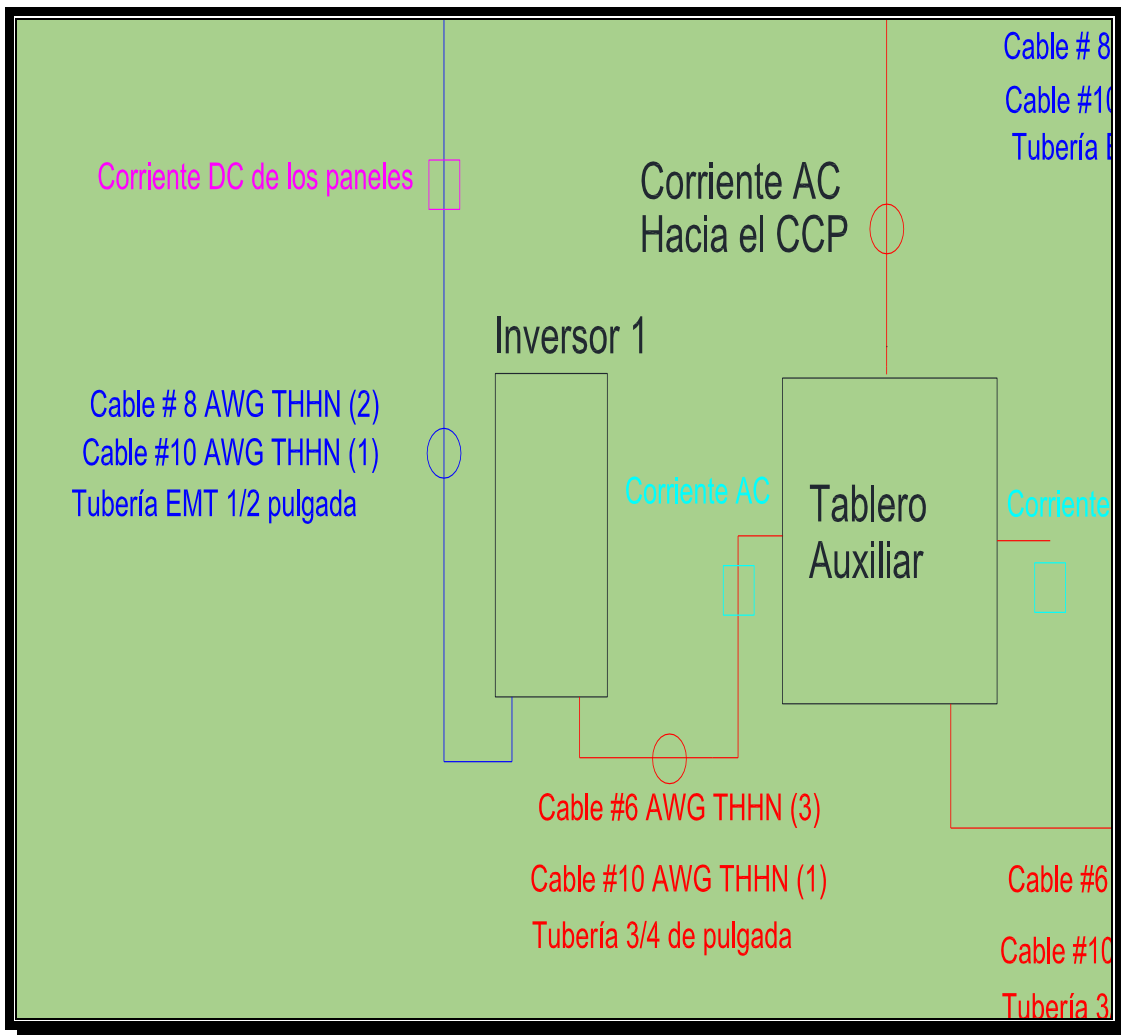 Cable # 8
Cable #10
Tubería
Corriente DC de los paneles
Corriente AC
Hacia el CCP
Inversor 1
Cable # 8 AWG THHN (2)
Cable #10 AWG THHN (1)
Tubería EMT 1/2 pulgada
Corriente AC
Tablero
Auxiliar
Corriente
Cable #6 AWG THHN (3)
Cable #10 AWG THHN (1)
Tubería 3/4 de pulgada
Cable #6
Cable #10
Tubería 3